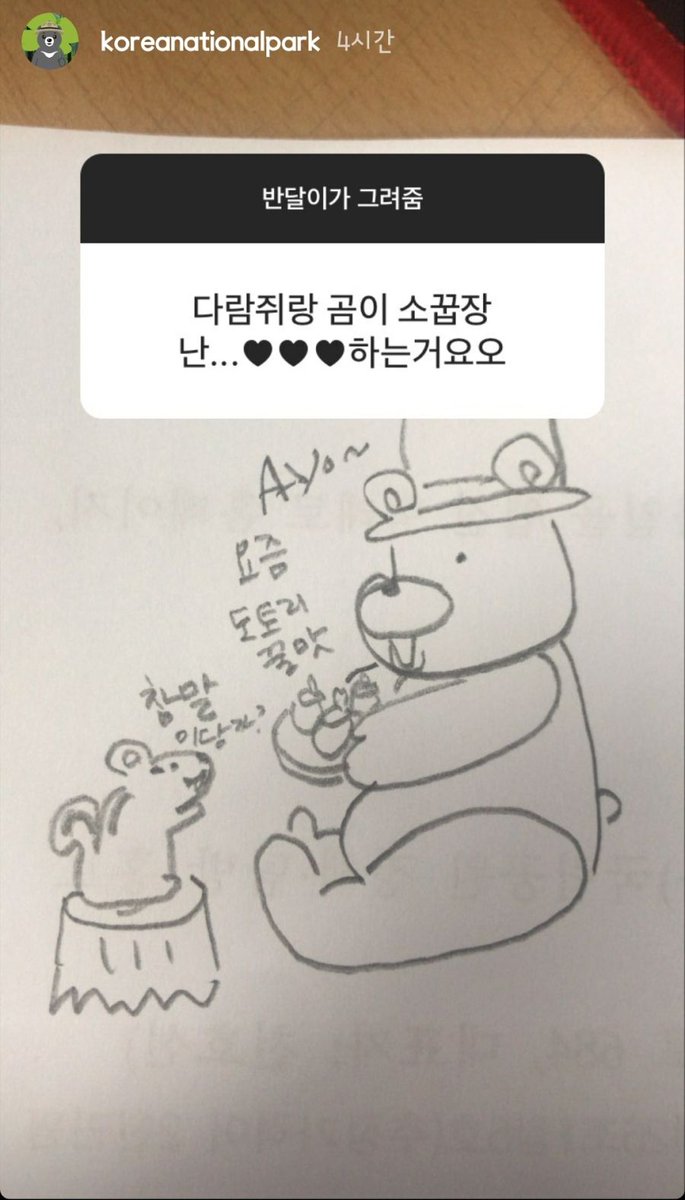 koreanationalpark 4시간
반달이가 그려줌
다람쥐랑 곰이 소꿉장
난...♥♥♥하는거요오
Ayo~
요즘
도토리
꿀맛
참말
이당가?
684,